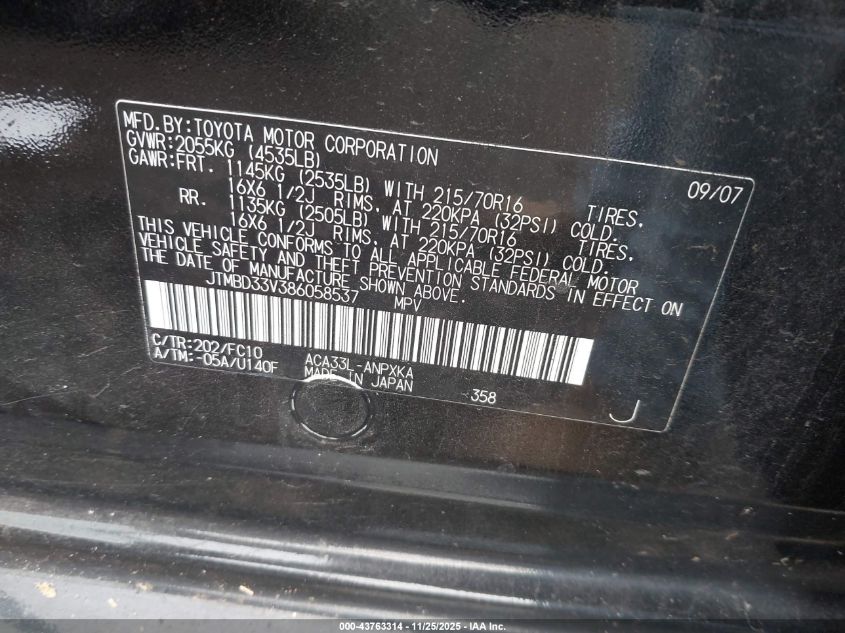 MFD.BY:TOYOTA MOTOR CORPORATION 09/07
GVWR:2055KG (4535LB)
GAWR:FRT. 1145KG (2535LB) WITH 215/70R16 TIRES,
16X6 1/2J RIMS, AT 220KPA (32PSI) COLD.
RR. 1135KG (2505LB) WITH 215/70R16 TIRES,
16X6 1/2J RIMS, AT 220KPA (32PSI) COLD.
THIS VEHICLE CONFORMS TO ALL APPLICABLE FEDERAL MOTOR
VEHICLE SAFETY AND THEFT PREVENTION STANDARDS IN EFFECT ON
THE DATE OF MANUFACTURE SHOWN ABOVE.
JTMBD33V386058537 MPV
C/TR:202/FC10 ACA33L-ANPXKA
A/TM:-05A/U140F MADE IN JAPAN 358 J
000-43763314 - 11/25/2025 - IAA Inc.